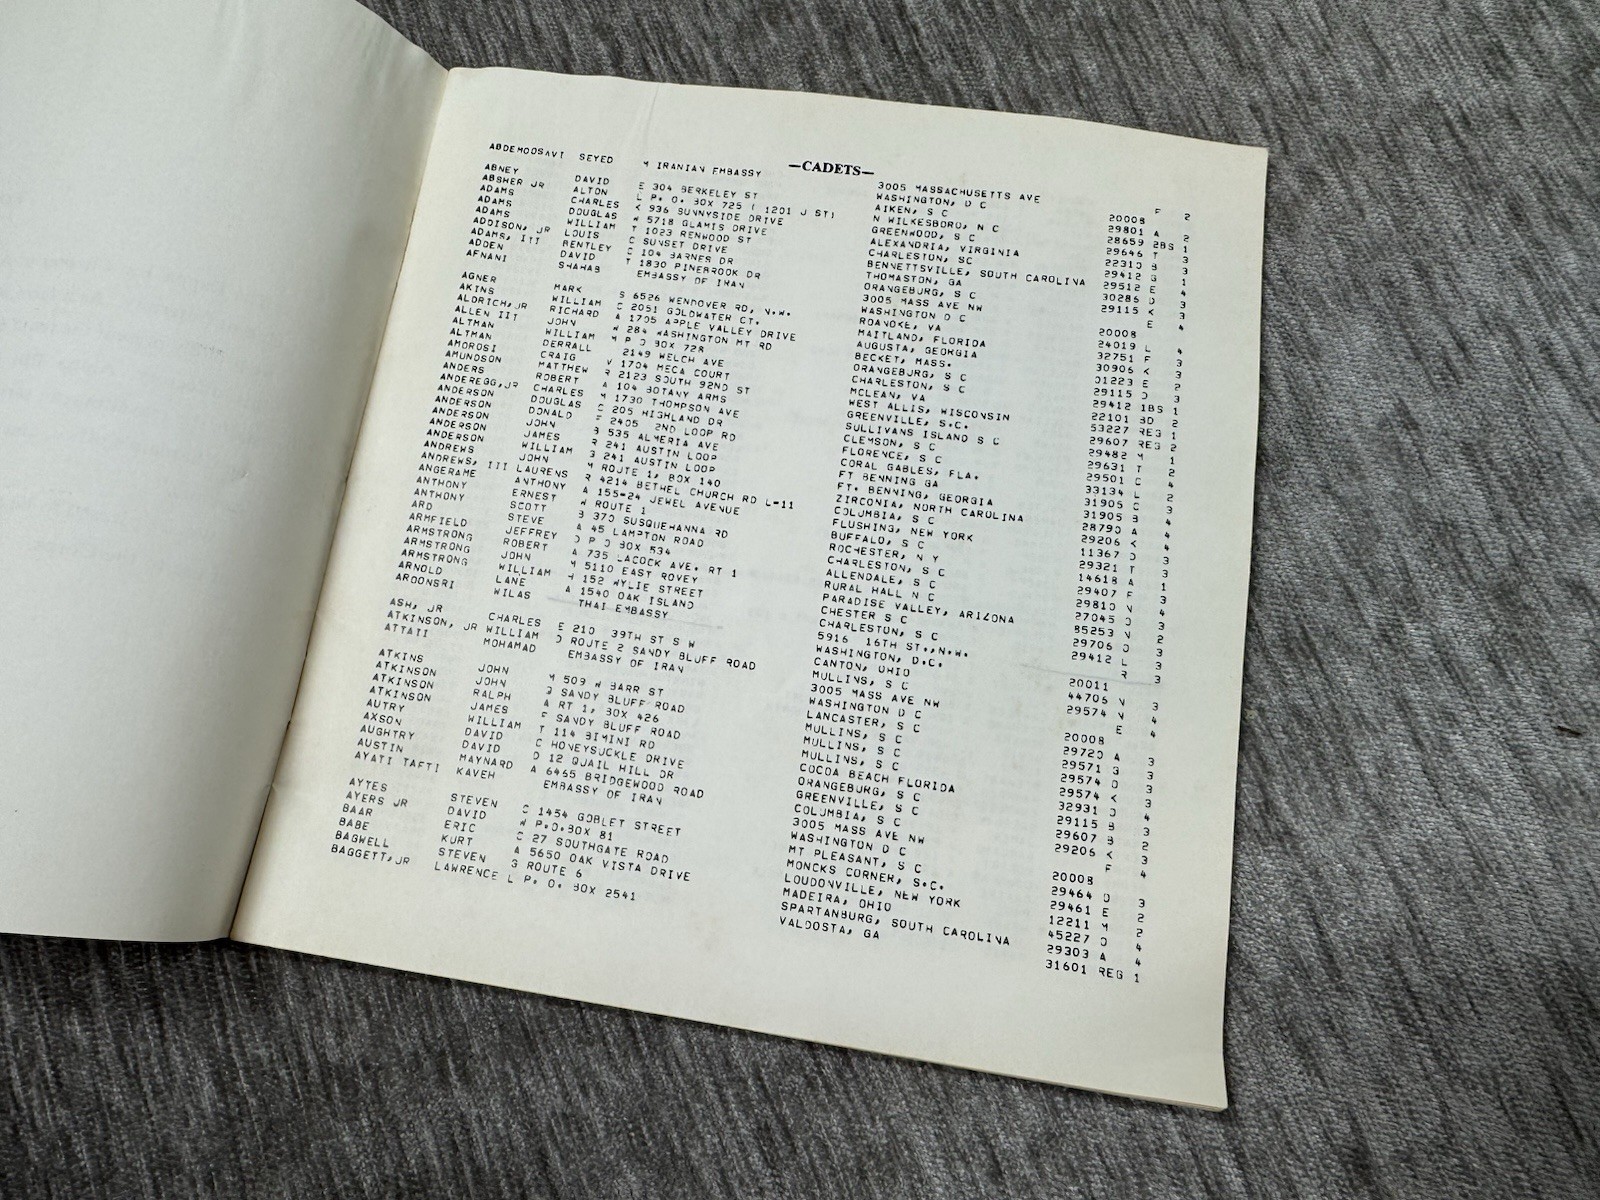 —CADETS—
ABDEMOOSAVI SEYED M IRANIAN EMBASSY 3005 MASSACHUSETTS AVE
WASHINGTON, D C 20008 F 2
ABNEY DAVID E 304 BERKELEY ST AIKEN, S C 29801 A 2
ABSHER JR ALTON L P. O. BOX 725 ( 1201 J ST) N WILKESBORO, N C 28659 2BS 1
ADAMS CHARLES K 936 SUNNYSIDE DRIVE GREENWOOD, S C 29646 T 3
ADAMS DOUGLAS W 5718 GLAMIS DRIVE ALEXANDRIA, VIRGINIA 22310 B 3
ADAMS WILLIAM T 1023 RENWOOD ST CHARLESTON, SC 29412 G 1
ADDISON, JR LOUIS C SUNSET DRIVE BENNETTSVILLE, SOUTH CAROLINA 29512 E 4
ADAMS, III BENTLEY C 104 BARNES DR THOMASTON, GA 30286 D 3
ADDEN DAVID T 1830 PINEBROOK DR ORANGEBURG, S C 29115 K 3
AFNANI SHAHAB EMBASSY OF IRAN 3005 MASS AVE NW
WASHINGTON D C 20008 E 4
AGNER MARK S 6526 WENDOVER RD, N.W. ROANOKE, VA 24019 L 4
AKINS WILLIAM C 2051 GOLDWATER CT. MAITLAND, FLORIDA 32751 F 3
ALDRICH,JR RICHARD A 1705 APPLE VALLEY DRIVE AUGUSTA, GEORGIA 30906 K 3
ALLEN III JOHN W 284 WASHINGTON MT RD BECKET, MASS. 01223 E 2
ALTMAN WILLIAM M P O BOX 728 ORANGEBURG, S C 29115 D 3
ALTMAN DERRALL 2149 WELCH AVE CHARLESTON, S C 29412 1BS 1
AMOROSI CRAIG V 1704 MECA COURT MCLEAN, VA 22101 BD 2
AMUNDSON MATTHEW R 2123 SOUTH 92ND ST WEST ALLIS, WISCONSIN 53227 REG 1
ANDERS ROBERT A 104 BOTANY ARMS GREENVILLE, S.C. 29607 REG 2
ANDEREGG,JR CHARLES M 1730 THOMPSON AVE SULLIVANS ISLAND S C 29482 M 1
ANDERSON DOUGLAS C 205 HIGHLAND DR CLEMSON, S C 29631 T 2
ANDERSON DONALD F 2405 2ND LOOP RD FLORENCE, S C 29501 C 4
ANDERSON JOHN B 535 ALMERIA AVE CORAL GABLES, FLA. 33134 L 2
ANDERSON JAMES R 241 AUSTIN LOOP FT BENNING GA 31905 C 3
ANDERSON WILLIAM B 241 AUSTIN LOOP FT. BENNING, GEORGIA 31905 B 4
ANDREWS JOHN M ROUTE 1, BOX 140 ZIRCONIA, NORTH CAROLINA 28790 A 4
ANDREWS, III LAURENS R 4214 BETHEL CHURCH RD L-11 COLUMBIA, S C 29206 K 4
ANGERAME ANTHONY A 155-24 JEWEL AVENUE FLUSHING, NEW YORK 11367 D 3
ANTHONY ERNEST W ROUTE 1 BUFFALO, S C 29321 T 3
ANTHONY SCOTT B 370 SUSQUEHANNA RD ROCHESTER, N Y 14618 A 1
ARD STEVE A 45 LAMPTON ROAD CHARLESTON, S C 29407 F 3
ARMFIELD JEFFREY D P O BOX 534 ALLENDALE, S C 29810 N 4
ARMSTRONG ROBERT A 735 LACOCK AVE. RT 1 RURAL HALL N C 27045 D 3
ARMSTRONG JOHN M 5110 EAST ROVEY PARADISE VALLEY, ARIZONA 85253 N 2
ARMSTRONG WILLIAM H 152 WYLIE STREET CHESTER S C 29706 D 3
ARNOLD LANE A 1540 OAK ISLAND CHARLESTON, S C 29412 L 3
AROONSRI WILAS THAI EMBASSY 5916 16TH ST.,N.W.
WASHINGTON, D.C. 20011 R 3
ASH, JR CHARLES E 210 39TH ST S W CANTON, OHIO 44706 N 3
ATKINSON, JR WILLIAM D ROUTE 2 SANDY BLUFF ROAD MULLINS, S C 29574 N 4
ATTAII MOHAMAD EMBASSY OF IRAN 3005 MASS AVE NW
WASHINGTON D C 20008 E 4
ATKINS JOHN M 509 W BARR ST LANCASTER, S C 29720 A 3
ATKINSON JOHN B SANDY BLUFF ROAD MULLINS, S C 29571 G 3
ATKINSON RALPH A RT 1, BOX 426 MULLINS, S C 29574 D 3
ATKINSON JAMES F SANDY BLUFF ROAD MULLINS, S C 29574 K 3
AUTRY WILLIAM T 114 BIMINI RD COCOA BEACH FLORIDA 32931 D 4
AXSON DAVID C HONEYSUCKLE DRIVE ORANGEBURG, S C 29115 B 3
AUGHTRY DAVID D 12 QUAIL HILL DR GREENVILLE, S C 29607 B 2
AUSTIN MAYNARD A 6465 BRIDGEWOOD ROAD COLUMBIA, S C 29206 K 3
AYATI TAFTI KAVEH EMBASSY OF IRAN 3005 MASS AVE NW
WASHINGTON D C 20008 F 4
AYTES STEVEN C 1454 GOBLET STREET MT PLEASANT, S C 29464 D 3
AYERS JR DAVID W P.O.BOX 81 MONCKS CORNER, S.C. 29461 E 2
BAAR ERIC C 27 SOUTHGATE ROAD LOUDONVILLE, NEW YORK 12211 M 2
BABE KURT A 5650 OAK VISTA DRIVE MADEIRA, OHIO 45227 D 4
BAGWELL STEVEN G ROUTE 6 SPARTANBURG, SOUTH CAROLINA 29303 A 4
BAGGETT,JR LAWRENCE L P. O. BOX 2541 VALDOSTA, GA 31601 REG 1